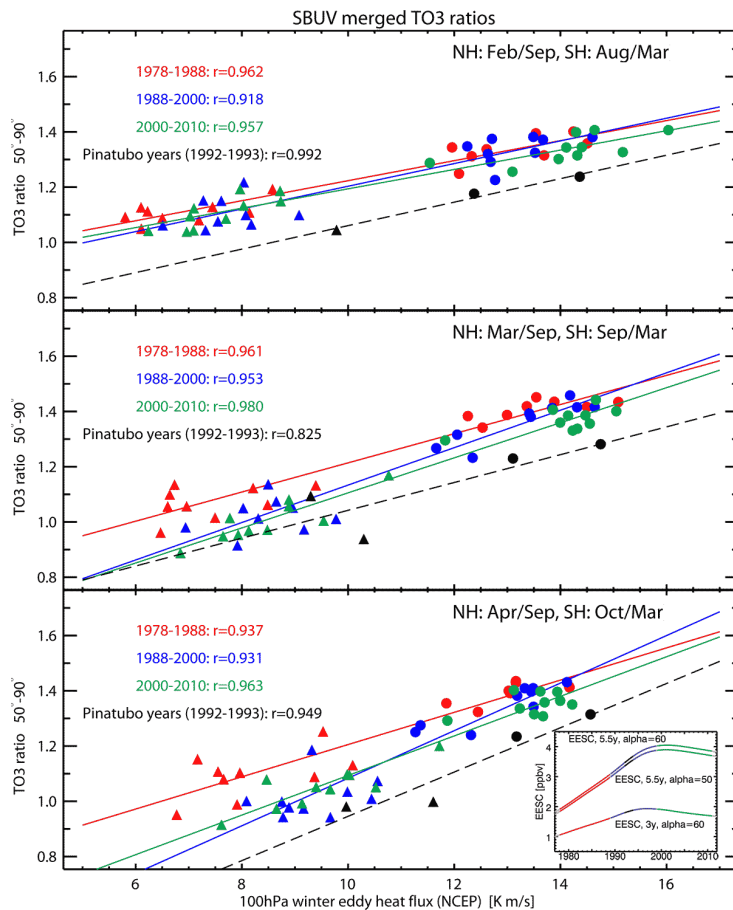 SBUV merged TO3 ratios
NH: Feb/Sep, SH: Aug/Mar
1978-1988: r=0.962
1988-2000: r=0.918
2000-2010: r=0.957
Pinatubo years (1992-1993): r=0.992
TO3 ratio 50°-90°
1.6
1.4
1.2
1.0
0.8
NH: Mar/Sep, SH: Sep/Mar
1978-1988: r=0.961
1988-2000: r=0.953
2000-2010: r=0.980
Pinatubo years (1992-1993): r=0.825
TO3 ratio 50°-90°
1.6
1.4
1.2
1.0
0.8
NH: Apr/Sep, SH: Oct/Mar
1978-1988: r=0.937
1988-2000: r=0.931
2000-2010: r=0.963
Pinatubo years (1992-1993): r=0.949
TO3 ratio 50°-90°
1.6
1.4
1.2
1.0
0.8
EESC, 5.5y, alpha=60
EESC, 5.5y, alpha=50
EESC, 3y, alpha=60
EESC [ppbv]
4
3
2
1
1980 1990 2000 2010
6 8 10 12 14 16
100hPa winter eddy heat flux (NCEP) [K m/s]